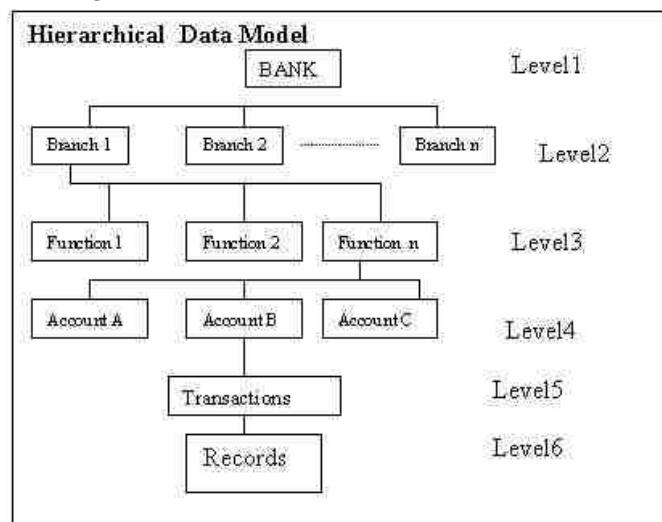 Hierarchical Data Model
BANK Level1
Branch 1 Branch 2 Branch n Level2
Function 1 Function 2 Function n Level3
Account A Account B Account C Level4
Transactions Level5
Records Level6